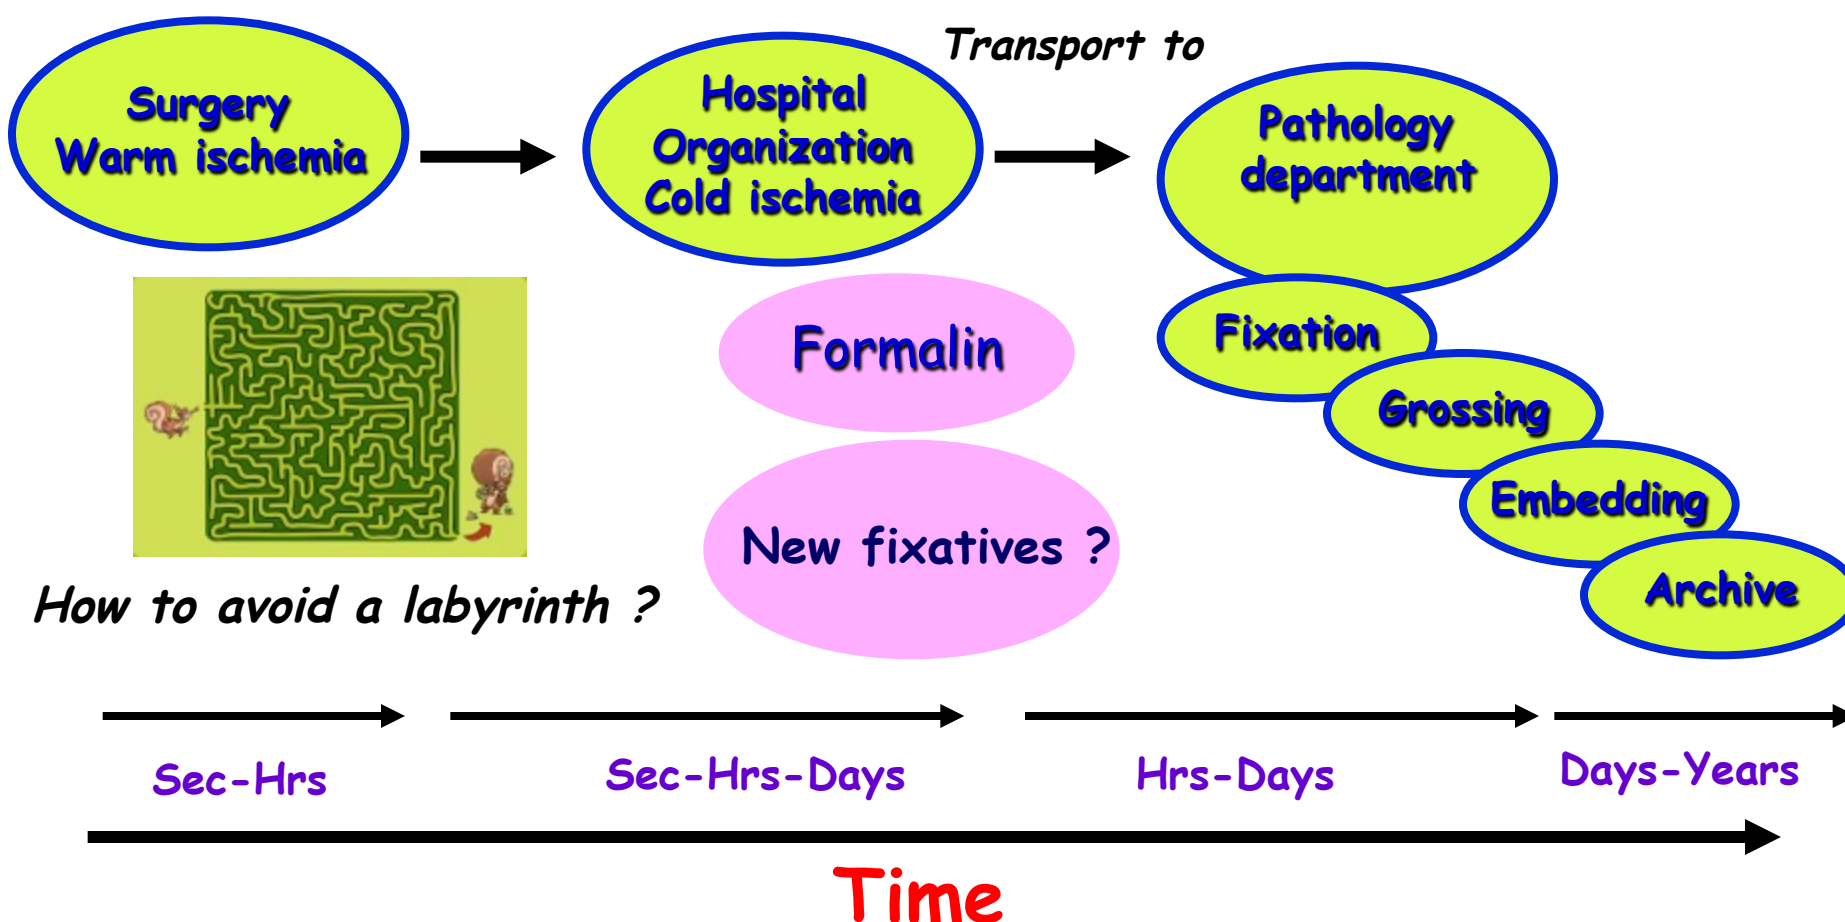 Transport to
Surgery
Warm ischemia
Hospital
Organization
Cold ischemia
Pathology
department
Formalin
Fixation
Grossing
New fixatives ?
Embedding
Archive
How to avoid a labyrinth ?
Sec-Hrs
Sec-Hrs-Days
Hrs-Days
Days-Years
Time